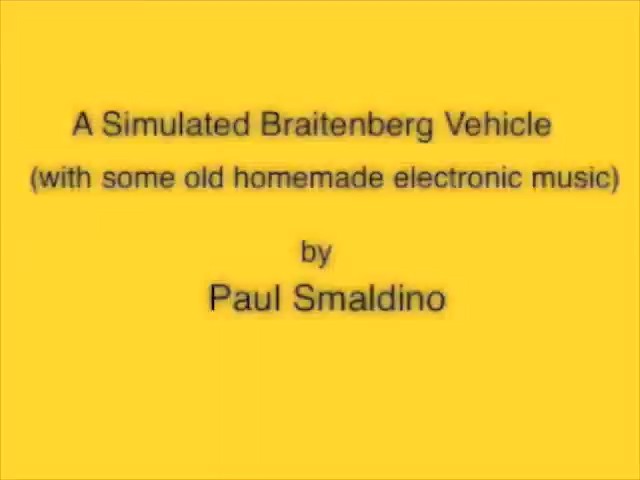 A Simulated Braitenberg Vehicle
(with some old homemade electronic music)
by
Paul Smaldino